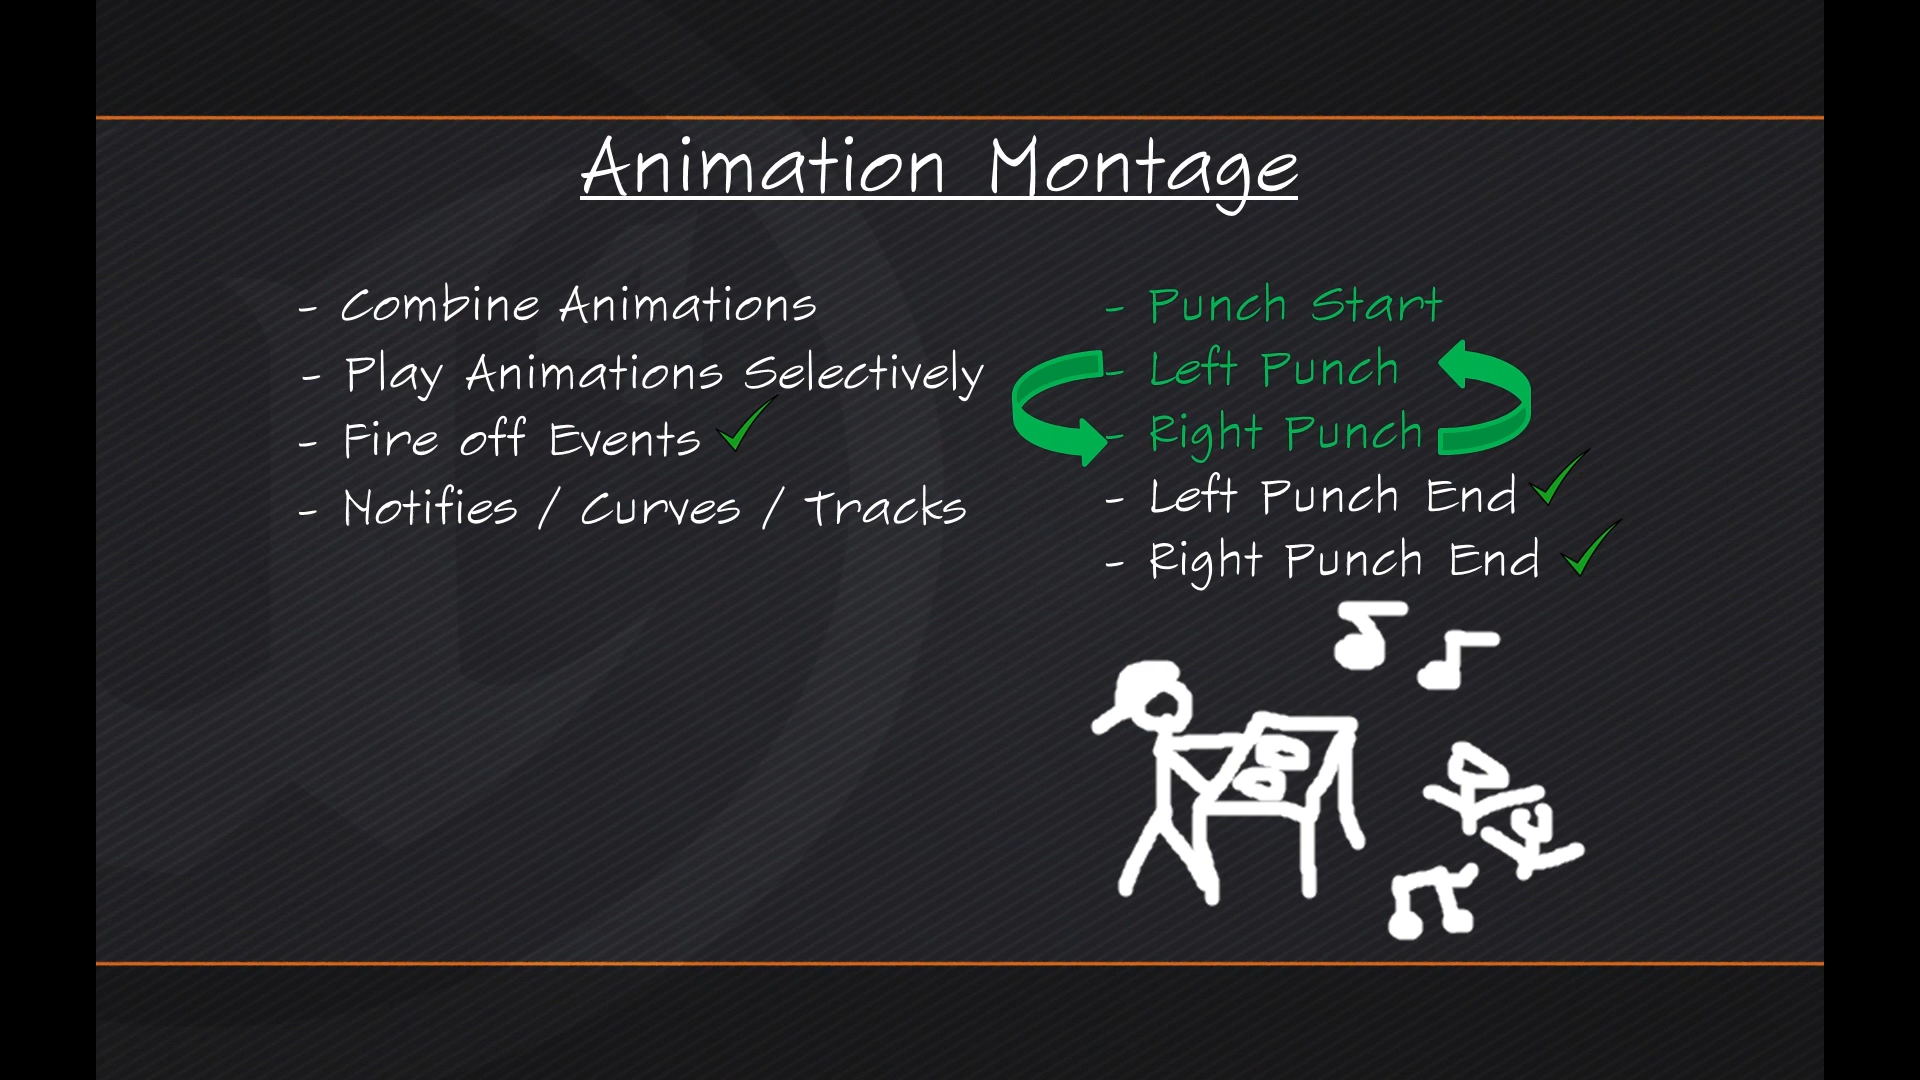 Animation Montage
- Combine Animations
- Play Animations Selectively
- Fire off Events
- Notifies / Curves / Tracks
- Punch Start
- Left Punch
- Right Punch
- Left Punch End
- Right Punch End